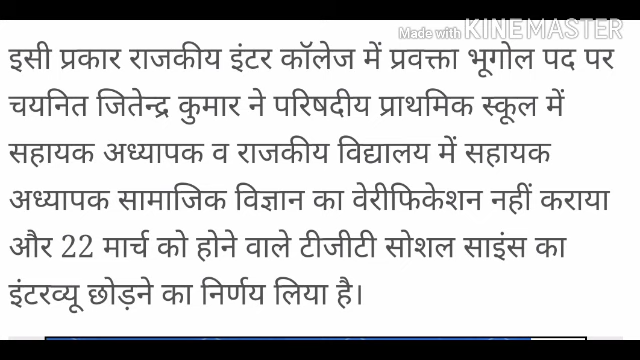 Made with KINEMASTER
इसी प्रकार राजकीय इंटर कॉलेज में प्रवक्ता भूगोल पद पर
चयनित जितेन्द्र कुमार ने परिषदीय प्राथमिक स्कूल में
सहायक अध्यापक व राजकीय विद्यालय में सहायक
अध्यापक सामाजिक विज्ञान का वेरीफिकेशन नहीं कराया
और 22 मार्च को होने वाले टीजीटी सोशल साइंस का
इंटरव्यू छोड़ने का निर्णय लिया है।